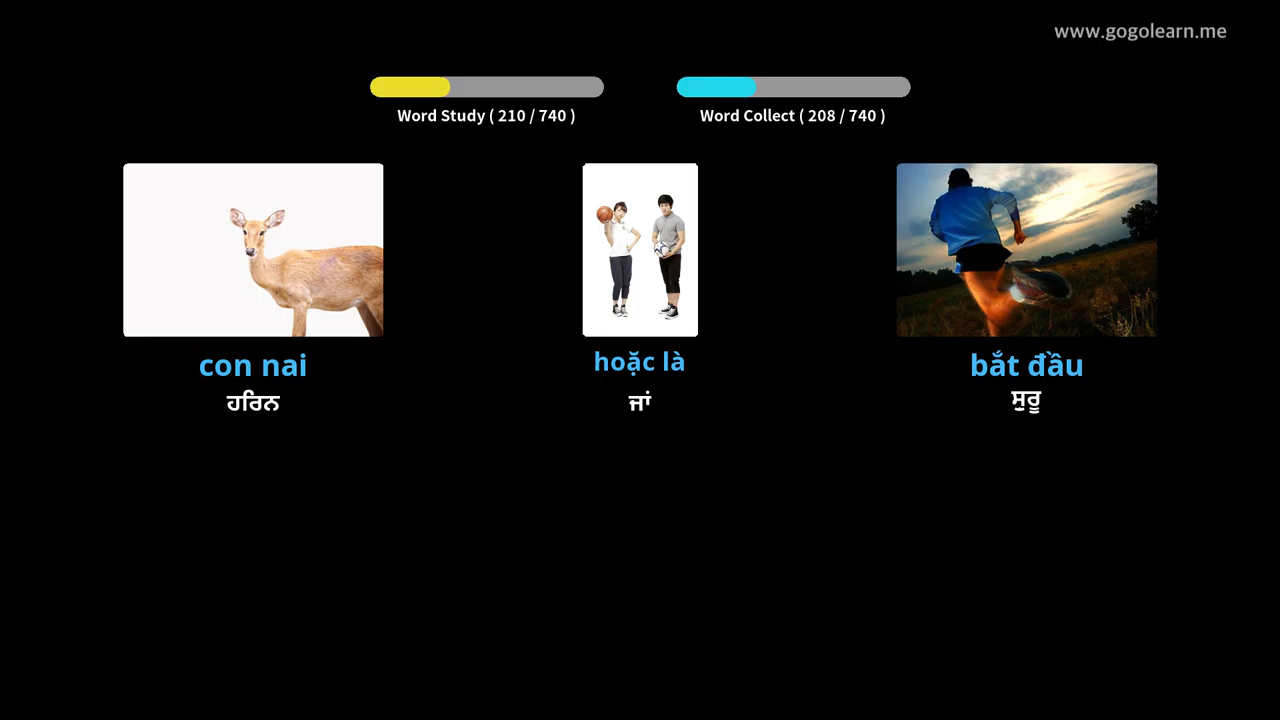 www.gogolearn.me
Word Study ( 210 / 740 )
Word Collect ( 208 / 740 )
con nai
ਹਰਿਨ
hoặc là
ਜਾਂ
bắt đầu
ਸੁਰੂ